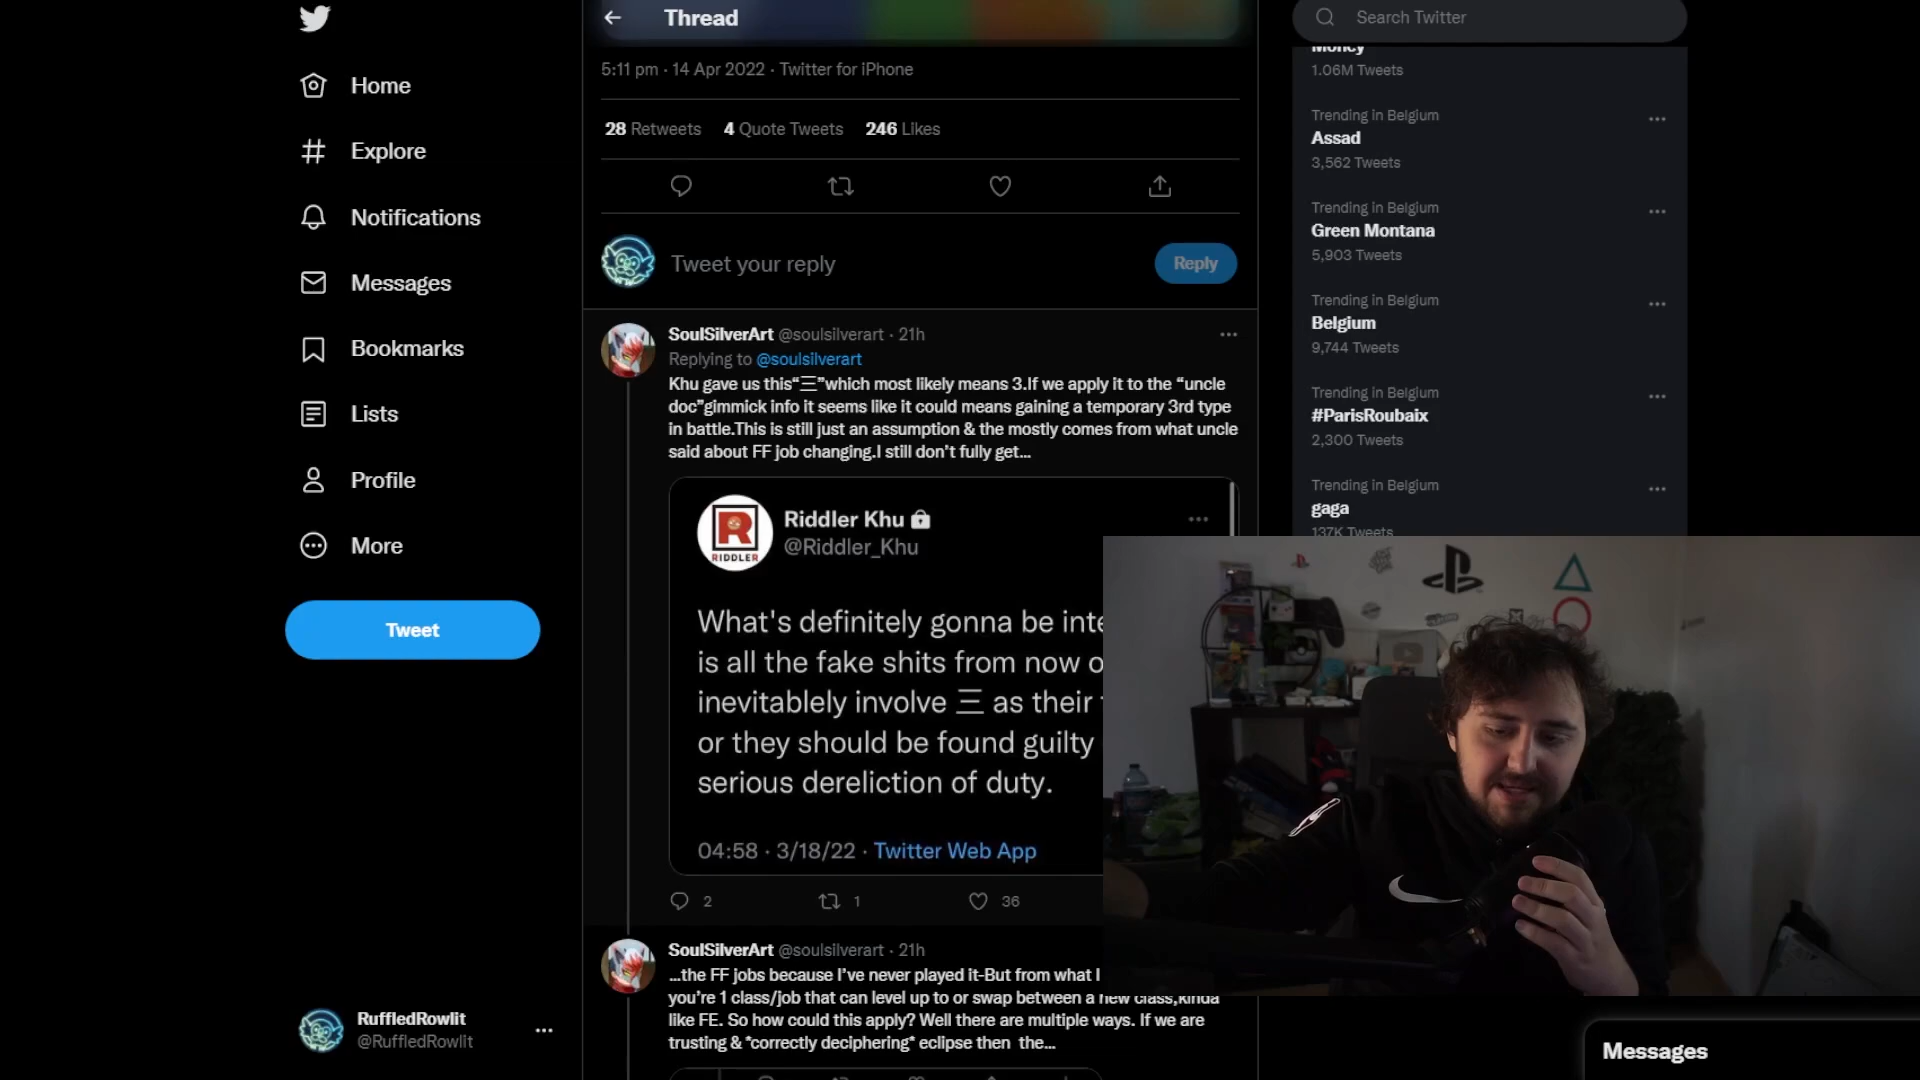 Home
Explore
Notifications
Messages
Bookmarks
Lists
Profile
More
Tweet
RuffledRowlit
@RuffledRowlit
Thread
5:11 pm · 14 Apr 2022 · Twitter for iPhone
28 Retweets 4 Quote Tweets 246 Likes
Tweet your reply
Reply
SoulSilverArt @soulsilverart · 21h
Replying to @soulsilverart
Khu gave us this“三”which most likely means 3.If we apply it to the “uncle
doc”gimmick info it seems like it could means gaining a temporary 3rd type
in battle.This is still just an assumption & the mostly comes from what uncle
said about FF job changing.I still don’t fully get...
RIDDLER
Riddler Khu
@Riddler_Khu
What's definitely gonna be inte
is all the fake shits from now o
inevitablely involve 三 as their
or they should be found guilty
serious dereliction of duty.
04:58 · 3/18/22 · Twitter Web App
2 1 36
SoulSilverArt @soulsilverart · 21h
...the FF jobs because I’ve never played it-But from what I
you’re 1 class/job that can level up to or swap between a new class,kinda
like FE. So how could this apply? Well there are multiple ways. If we are
trusting & *correctly deciphering* eclipse then the...
Search Twitter
Money
1.06M Tweets
Trending in Belgium
Assad
3,562 Tweets
Trending in Belgium
Green Montana
5,903 Tweets
Trending in Belgium
Belgium
9,744 Tweets
Trending in Belgium
#ParisRoubaix
2,300 Tweets
Trending in Belgium
gaga
137K Tweets
Messages